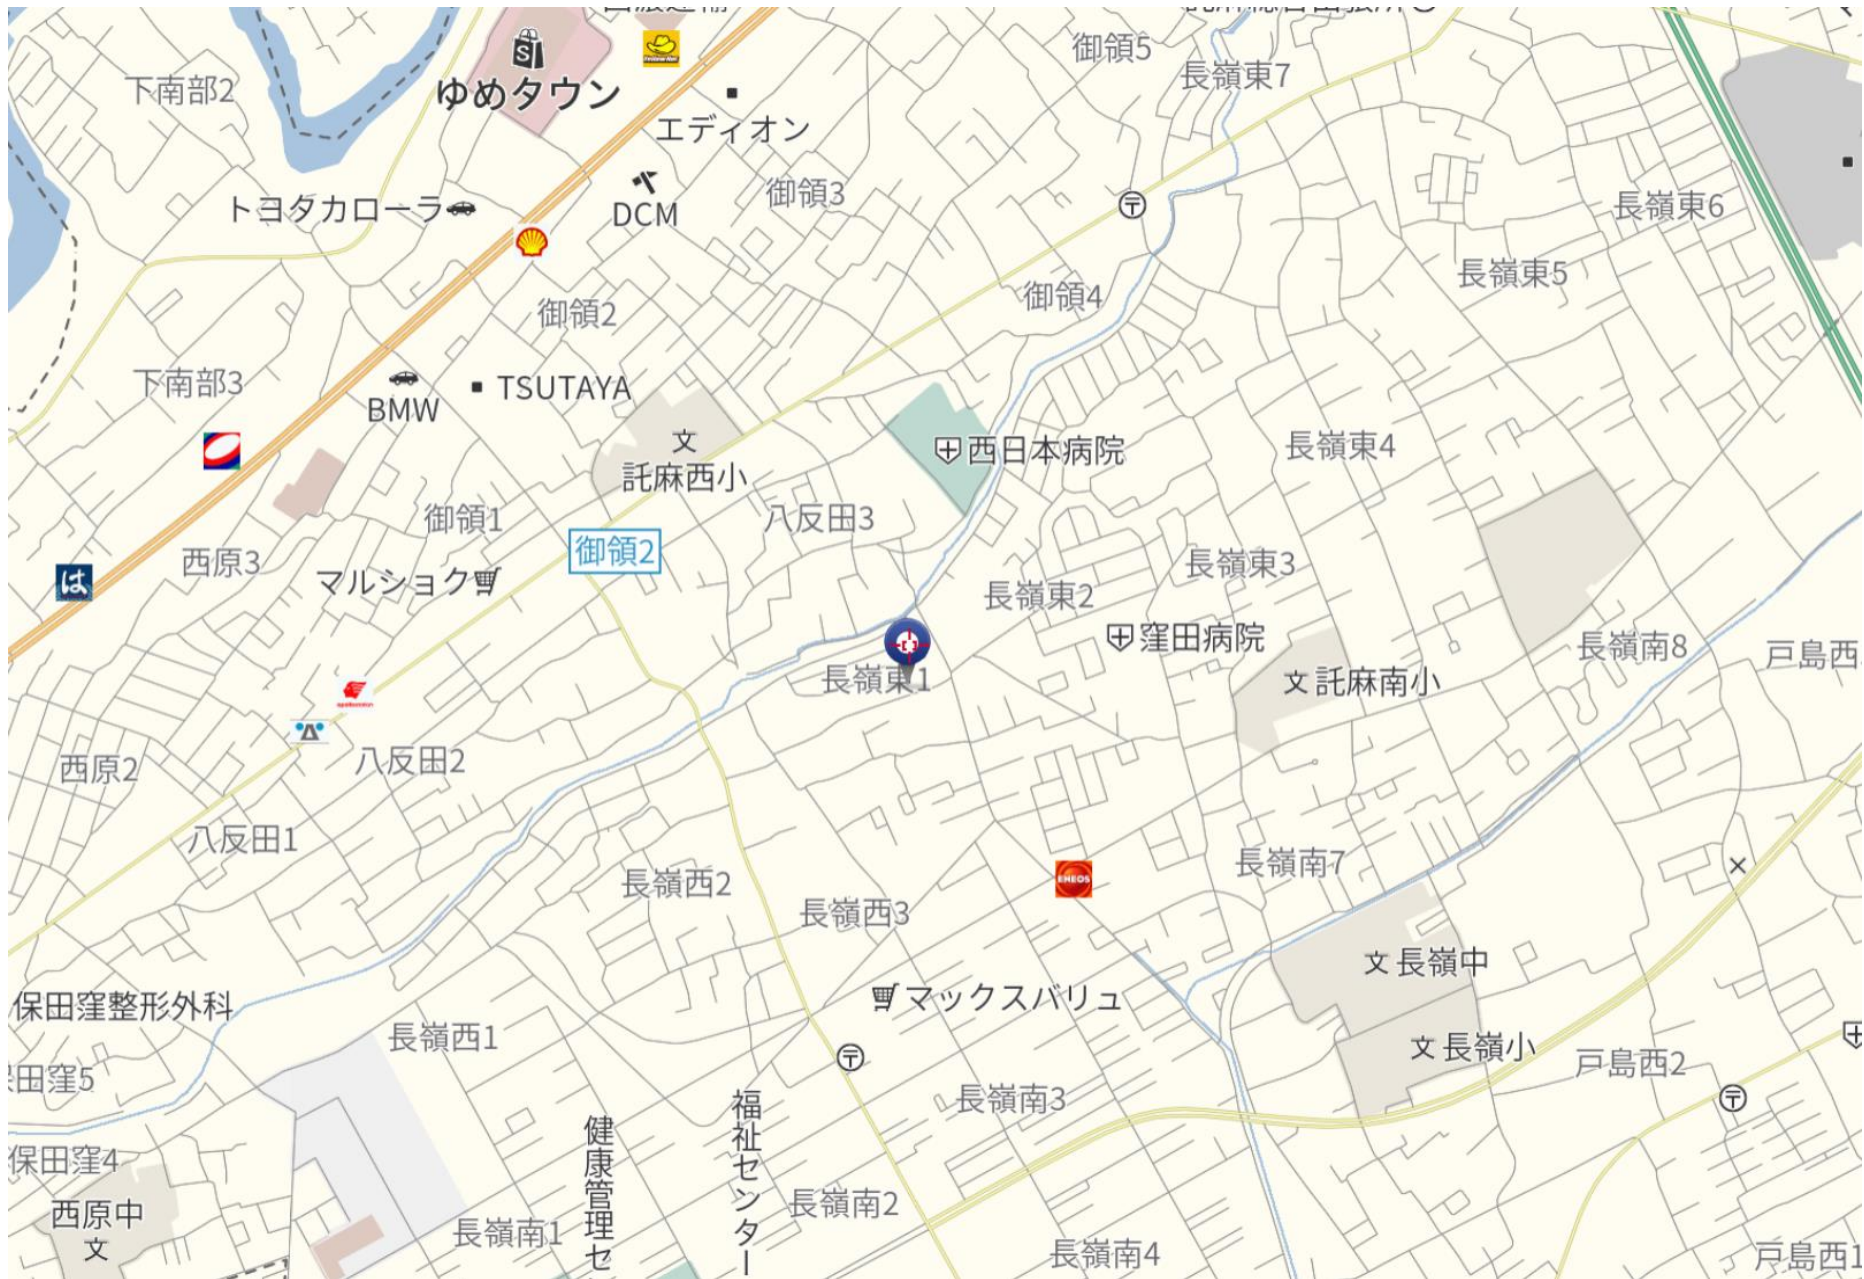 御領5
長嶺東7
下南部2
ゆめタウン
エディオン
御領3
トヨダカローラ
DCM
長嶺東6
長嶺東5
御領4
御領2
下南部3
BMW
TSUTAYA
文
託麻西小
西日本病院
長嶺東4
御領1
八反田3
御領2
西原3
マルショク
は
長嶺東3
長嶺東2
窪田病院
長嶺南8
戸島西
長嶺東1
文 託麻南小
西原2
八反田2
八反田1
長嶺西2
長嶺西3
ENEOS
長嶺南7
文 長嶺中
マックスバリュ
保田窪整形外科
長嶺西1
文 長嶺小
戸島西2
田窪5
長嶺南3
福祉センター
健康管理セ
保田窪4
西原中
文
長嶺南1
長嶺南2
長嶺南4
戸島西1